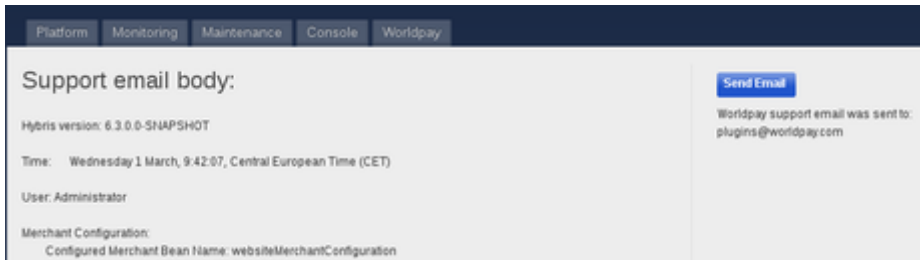 Platform Monitoring Maintenance Console Worldpay
Support email body:
Send Email
Worldpay support email was sent to:
plugins@worldpay.com
Hybris version: 6.3.0.0-SNAPSHOT
Time: Wednesday 1 March, 9:42:07, Central European Time (CET)
User: Administrator
Merchant Configuration:
Configured Merchant Bean Name: websiteMerchantConfiguration